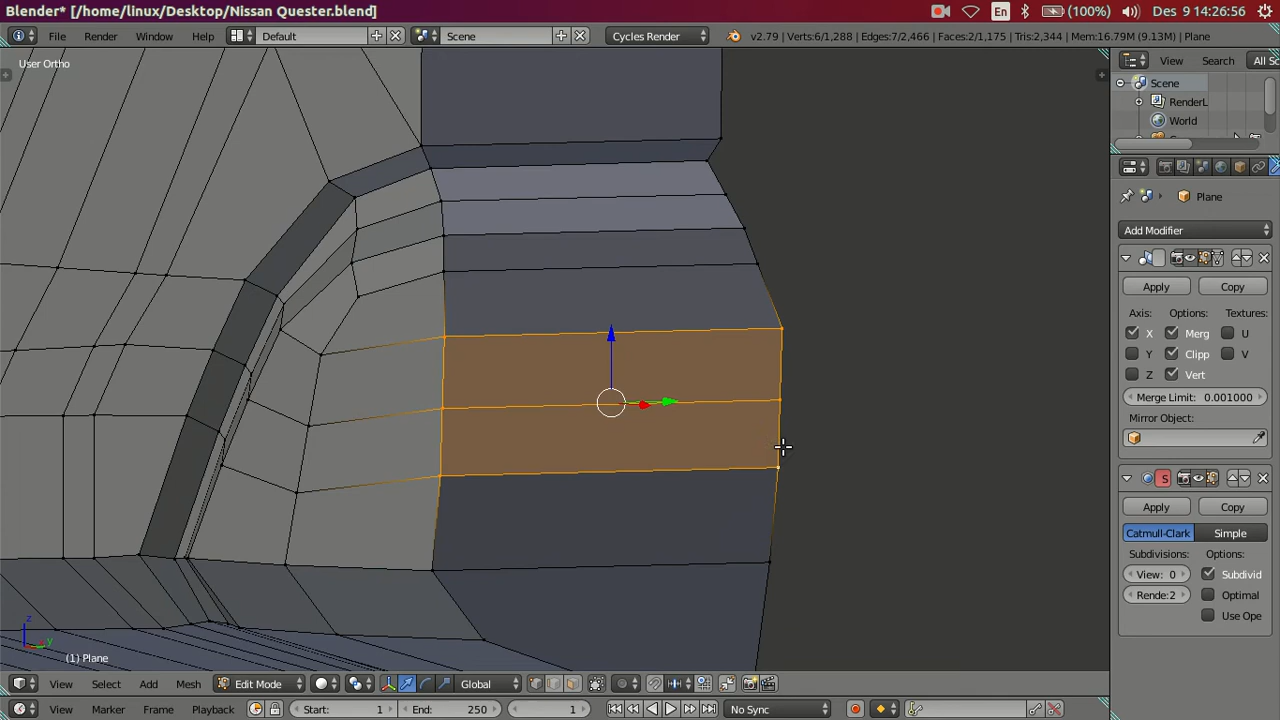 Blender* [/home/linux/Desktop/Nissan Quester.blend]
En
(100%)
Des 9 14:26:56
File
Render
Window
Help
Default
Scene
Cycles Render
v2.79 | Verts:6/1,288 | Edges:7/2,466 | Faces:2/1,175 | Tris:2,344 | Mem:16.79M (9.13M) | Plane
User Ortho
View
Search
All Sc
Scene
RenderL
World
Plane
Add Modifier
Apply
Copy
Axis:
Options:
Textures:
X
Merg
U
Y
Clipp
V
Z
Vert
Merge Limit: 0.001000
Mirror Object:
S
Apply
Copy
Catmull-Clark
Simple
Subdivisions:
Options:
View: 0
Subdivid
Rende:2
Optimal
Use Ope
z
y
(1) Plane
View
Select
Add
Mesh
Edit Mode
Global
View
Marker
Frame
Playback
Start: 1
End: 250
1
No Sync